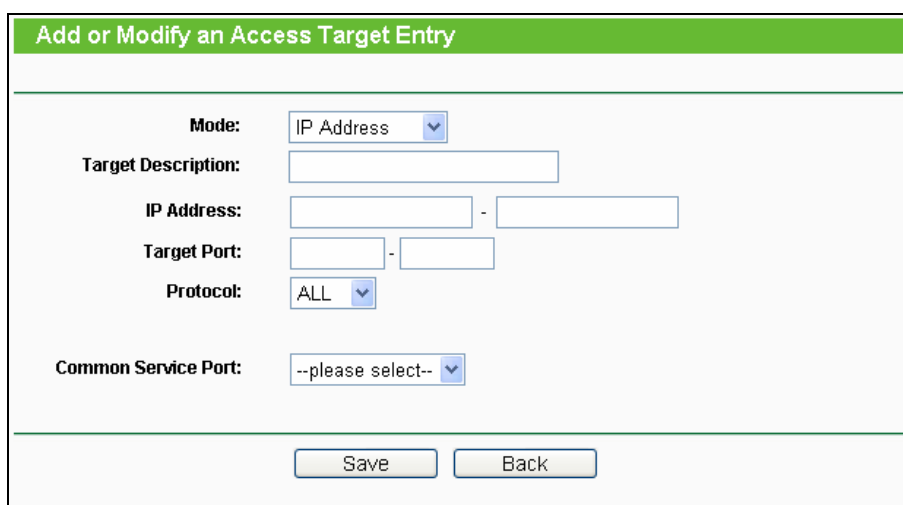 Add or Modify an Access Target Entry
Mode: IP Address
Target Description:
IP Address: -
Target Port: -
Protocol: ALL
Common Service Port: --please select--
Save Back